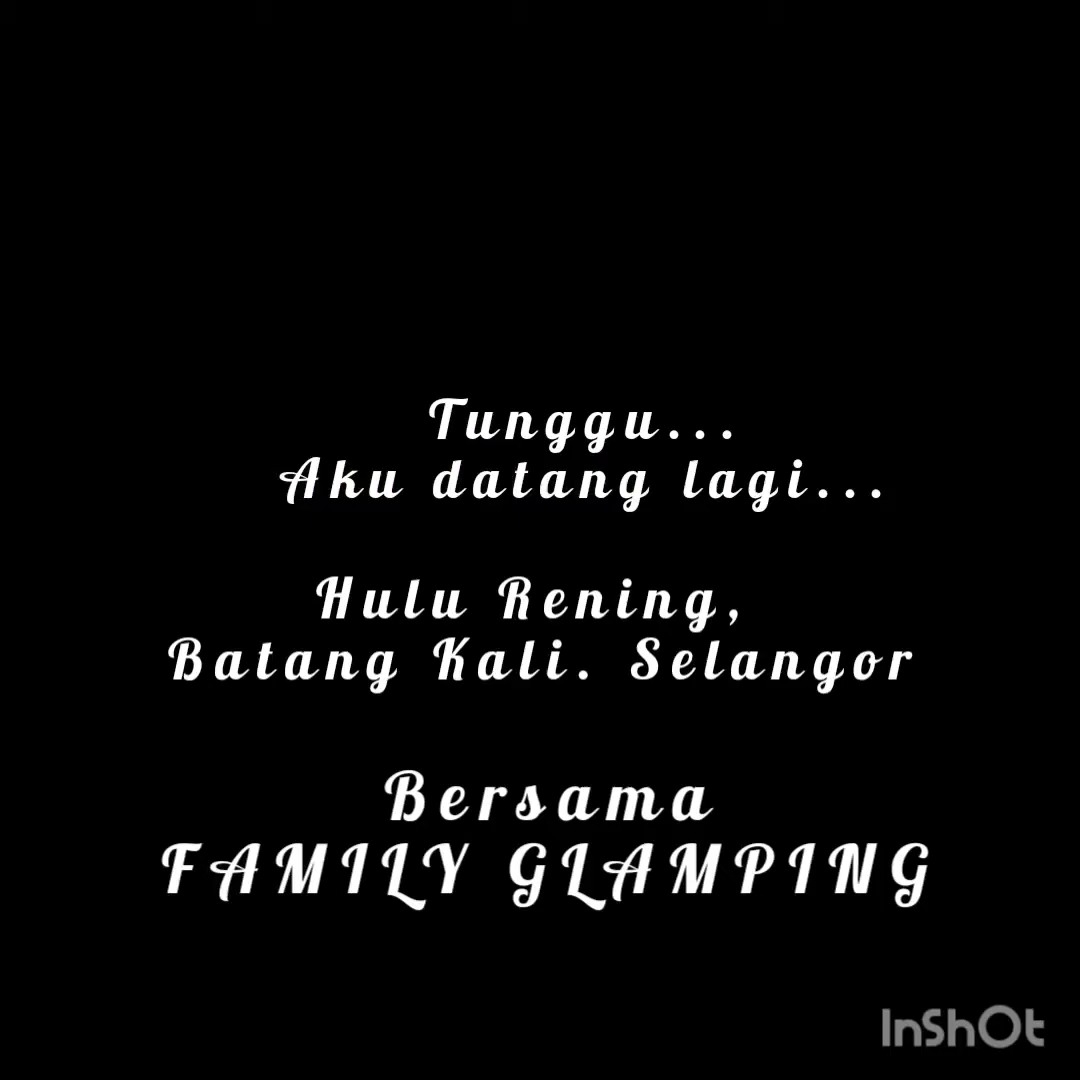 Tunggu...
Aku datang lagi...
Hulu Rening,
Batang Kali. Selangor
Bersama
FAMILY GLAMPING
InShOt